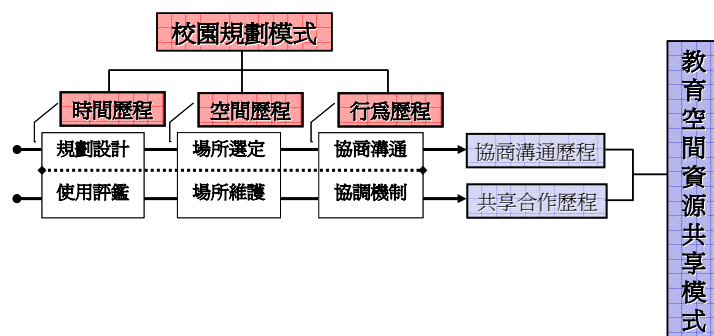 校園規劃模式
時間歷程
空間歷程
行為歷程
規劃設計
場所選定
協商溝通
協商溝通歷程
使用評鑑
場所維護
協調機制
共享合作歷程
教育空間資源共享模式